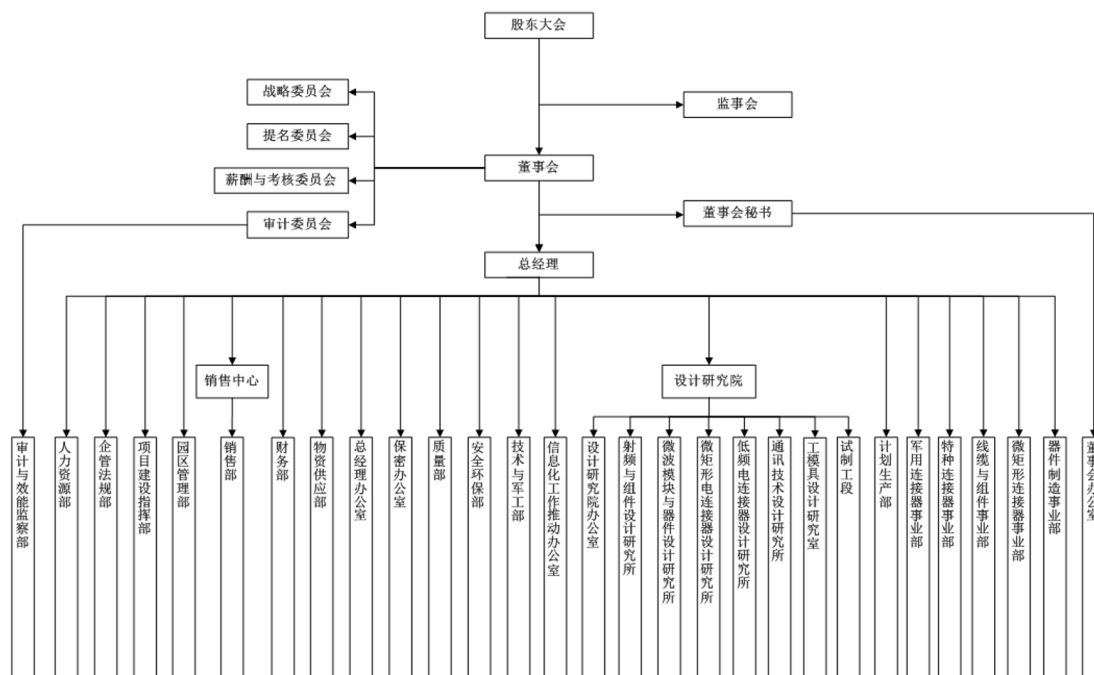 股东大会
战略委员会
监事会
提名委员会
董事会
薪酬与考核委员会
审计委员会
董事会秘书
总经理
销售中心
设计研究院
审计与效能监察部
人力资源部
企管法规部
项目建设指挥部
园区管理部
销售部
财务部
物资供应部
总经理办公室
保密办公室
质量部
安全环保部
技术与军工部
信息化工作推动办公室
设计研究院办公室
射频与组件设计研究所
微波模块与器件设计研究所
微矩形电连接器设计研究所
低频电连接器设计研究所
通讯技术设计研究所
工模具设计研究室
试制工段
计划生产部
军用连接器事业部
特种连接器事业部
线缆与组件事业部
微矩形连接器事业部
器件制造事业部
董事会办公室